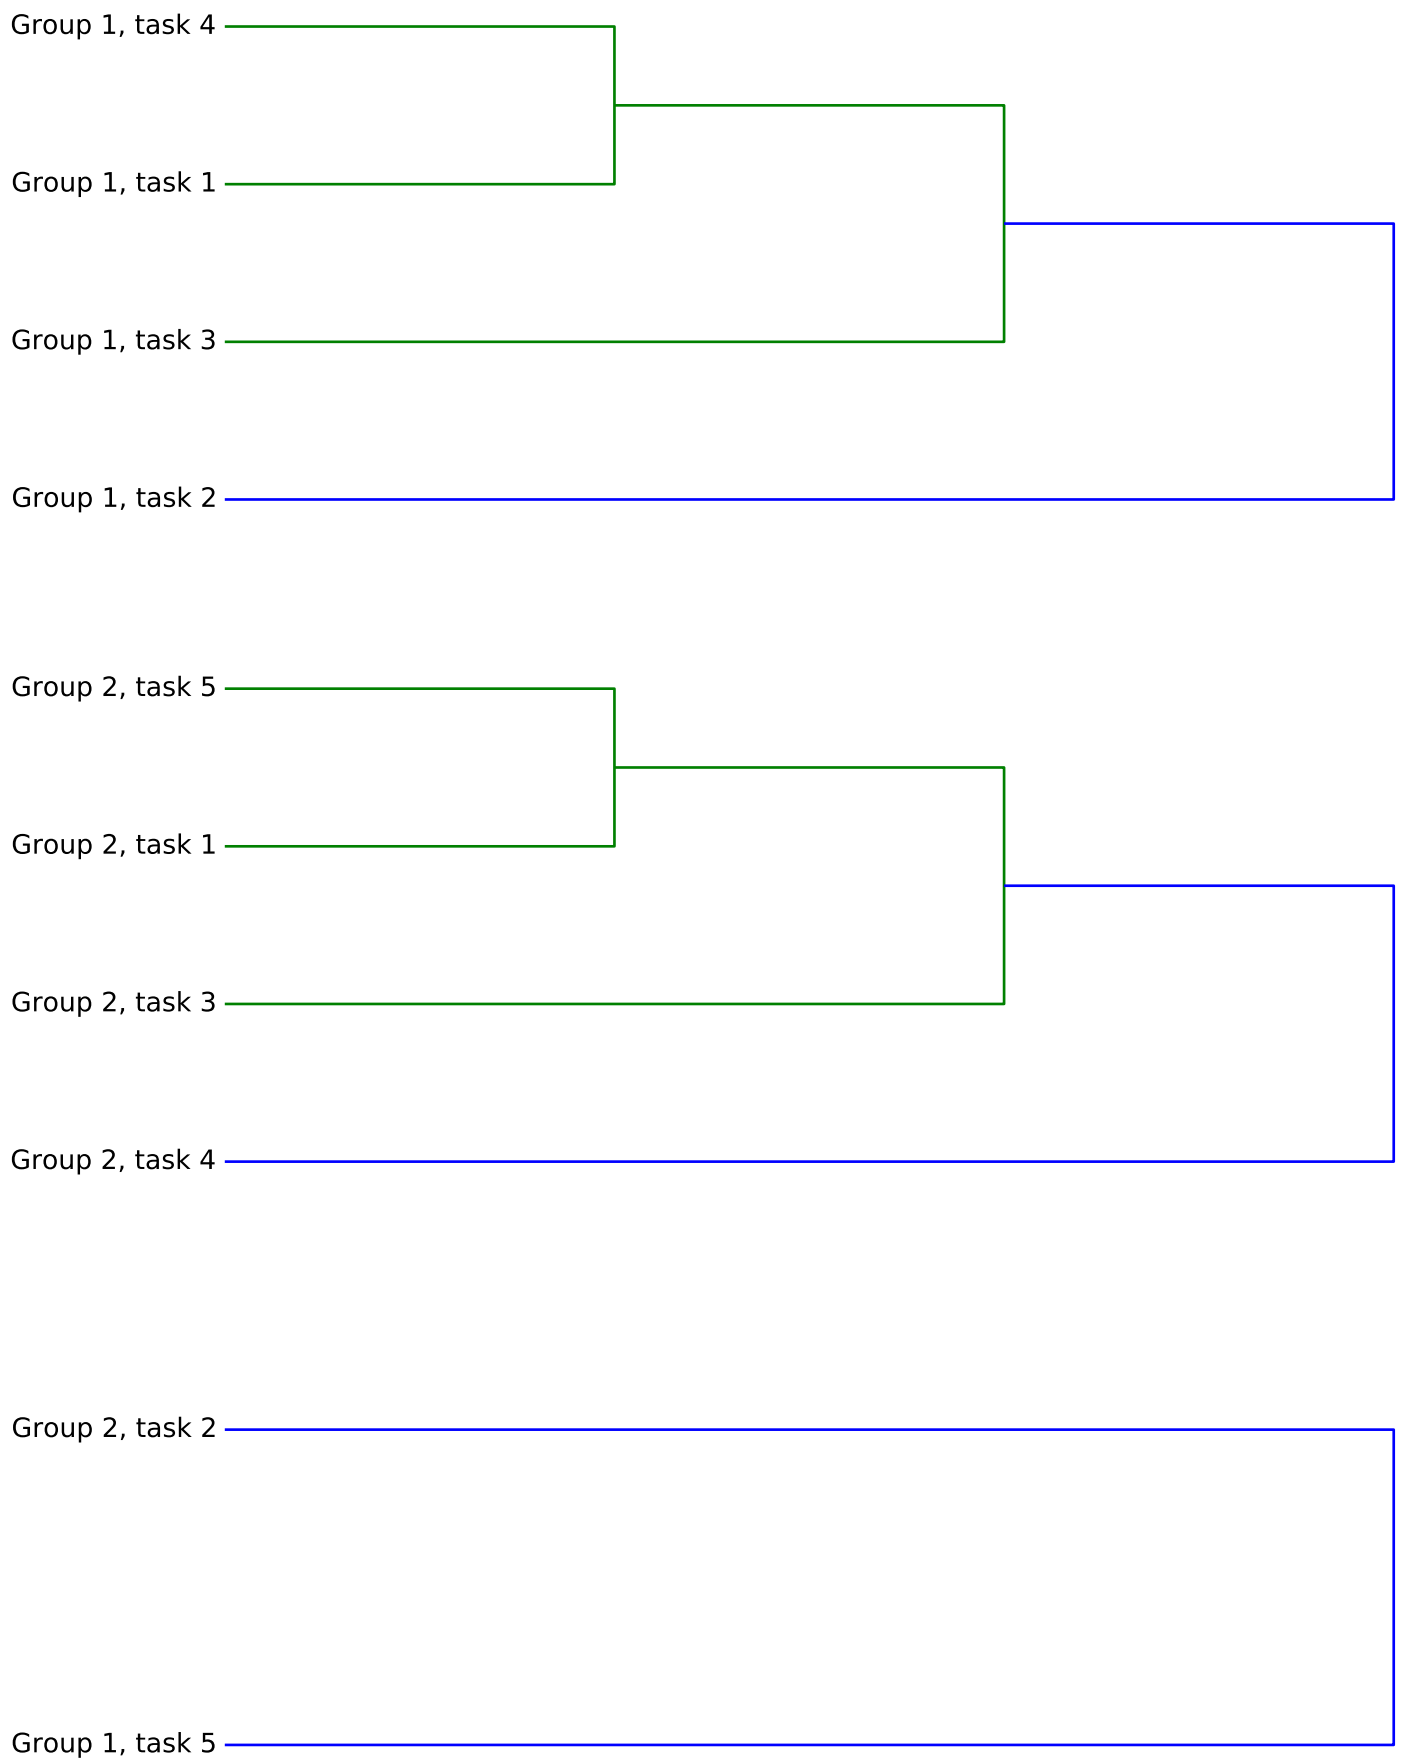 Group 1, task 4
Group 1, task 1
Group 1, task 3
Group 1, task 2
Group 2, task 5
Group 2, task 1
Group 2, task 3
Group 2, task 4
Group 2, task 2
Group 1, task 5